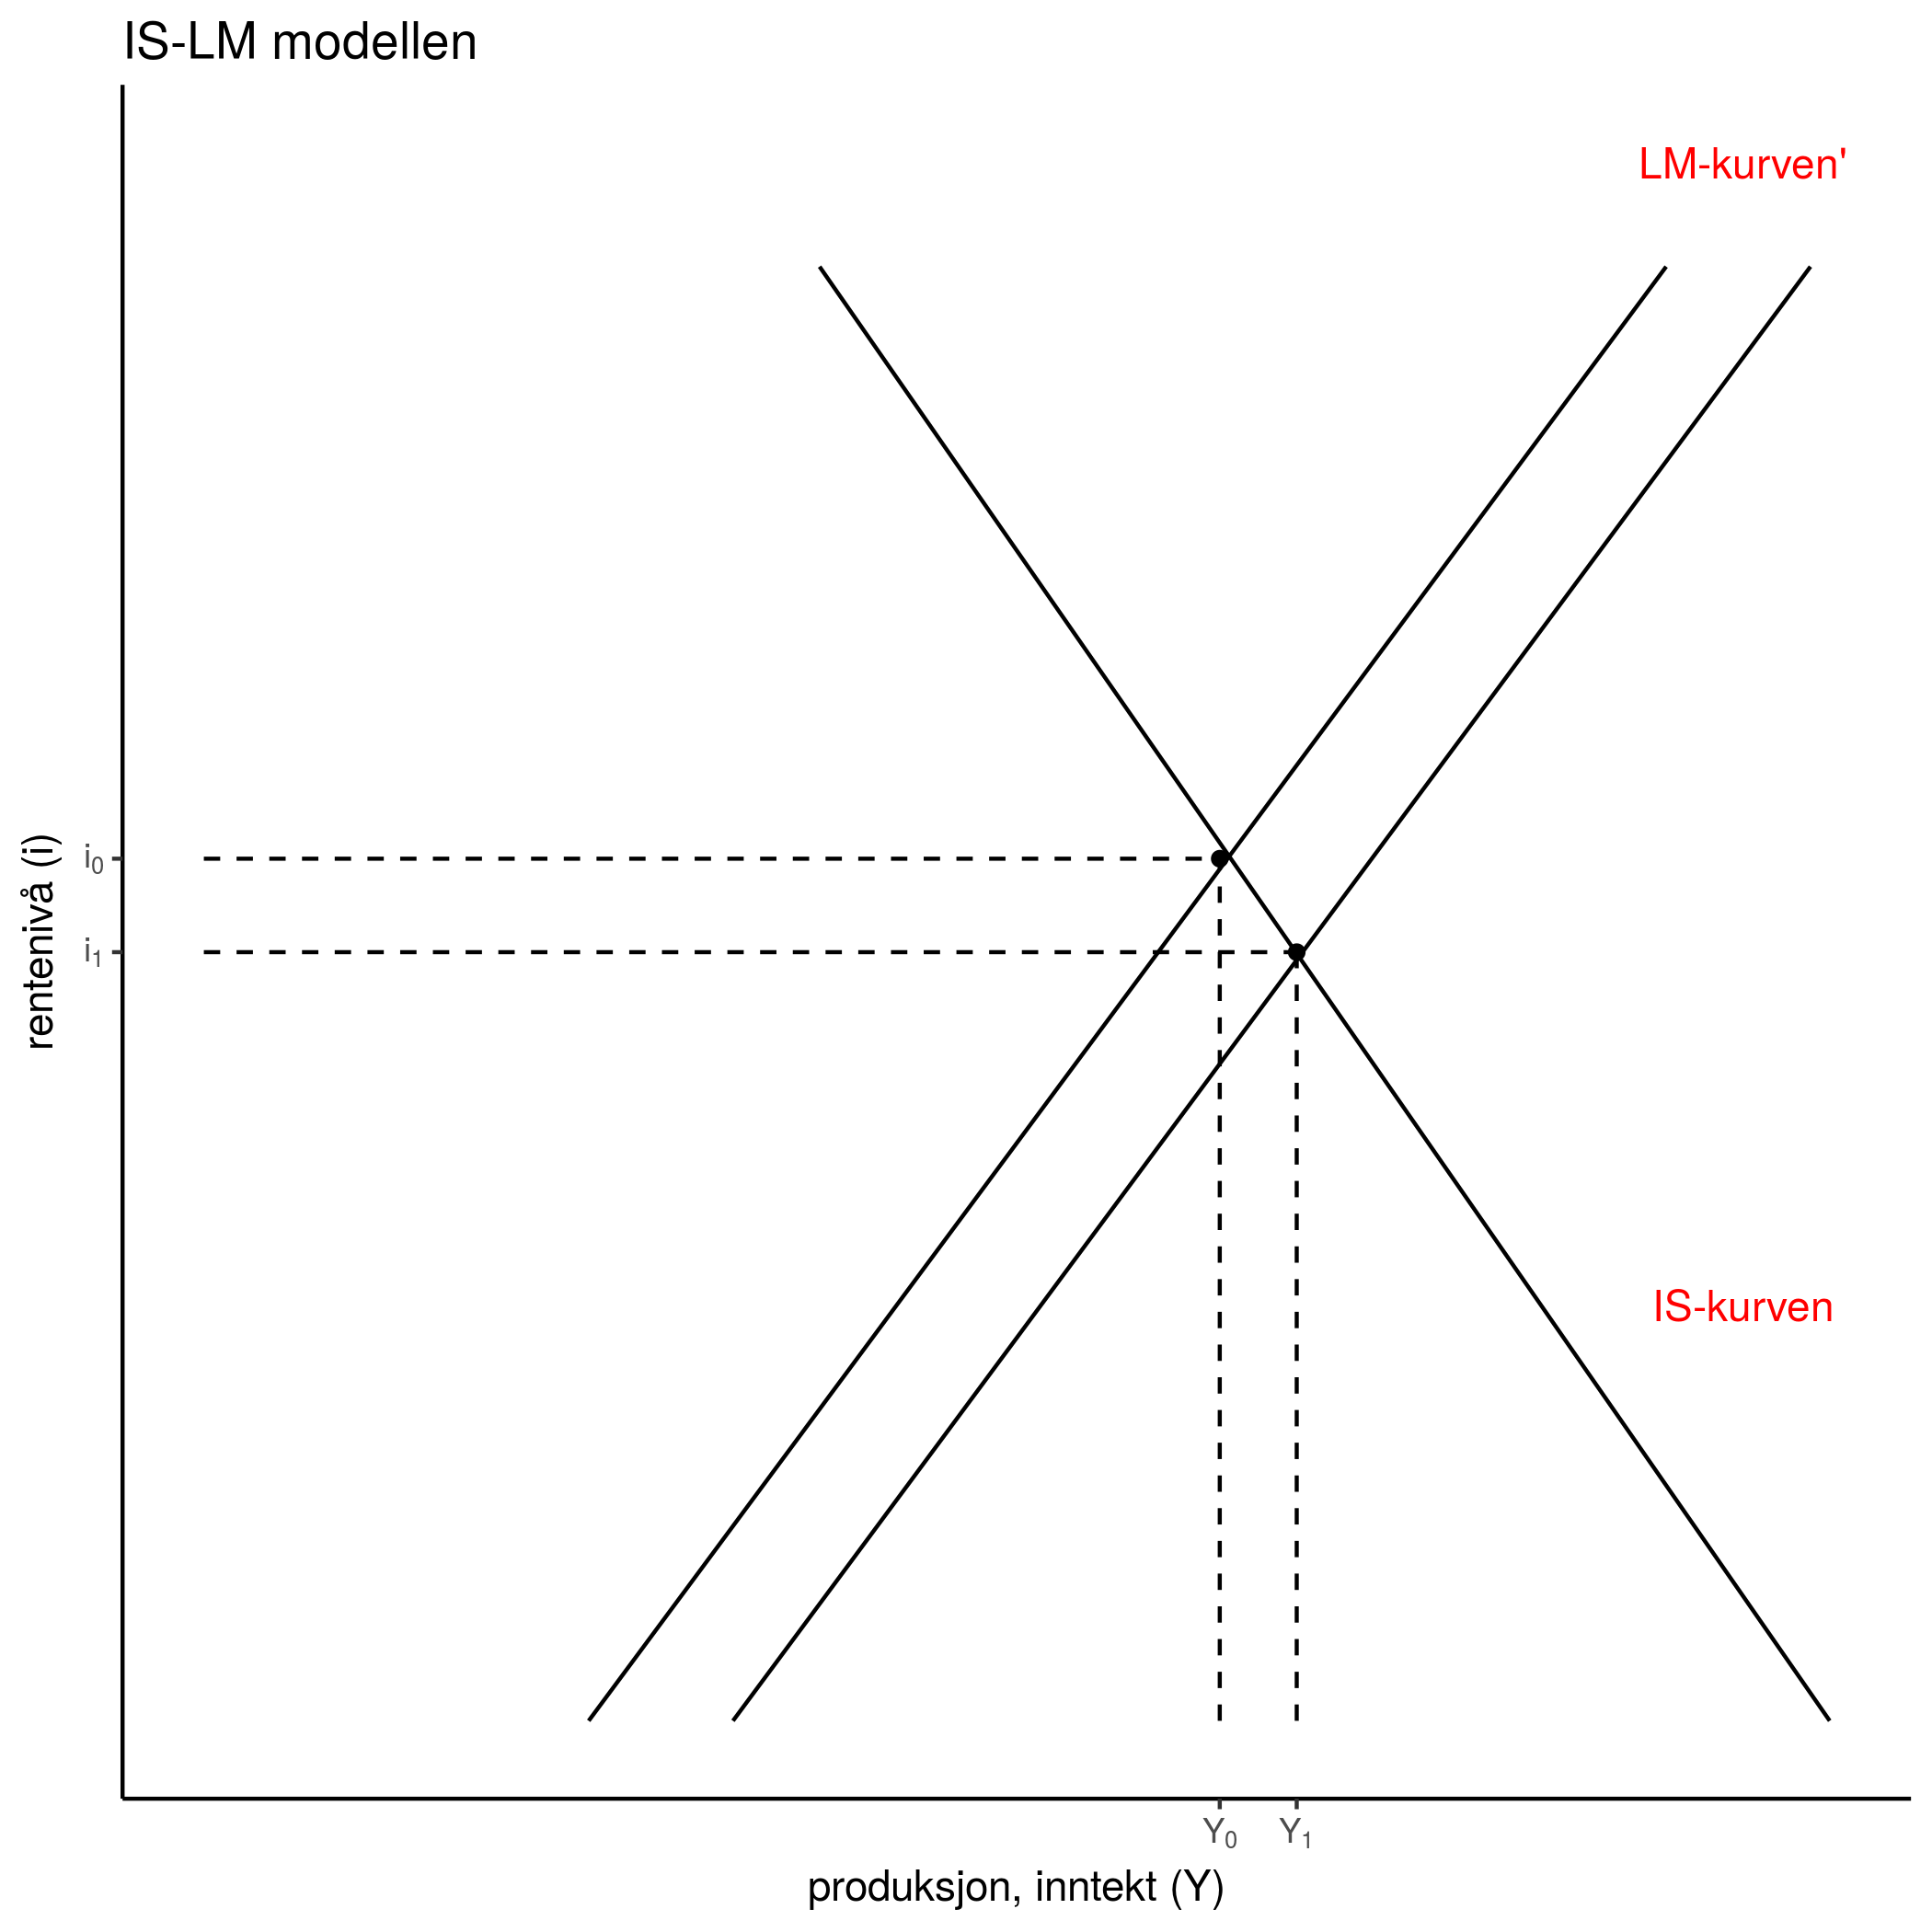 IS-LM modellen
LM-kurven'
rentenivå (i)
i₀
i₁
IS-kurven
Y₀ Y₁
produksjon, inntekt (Y)